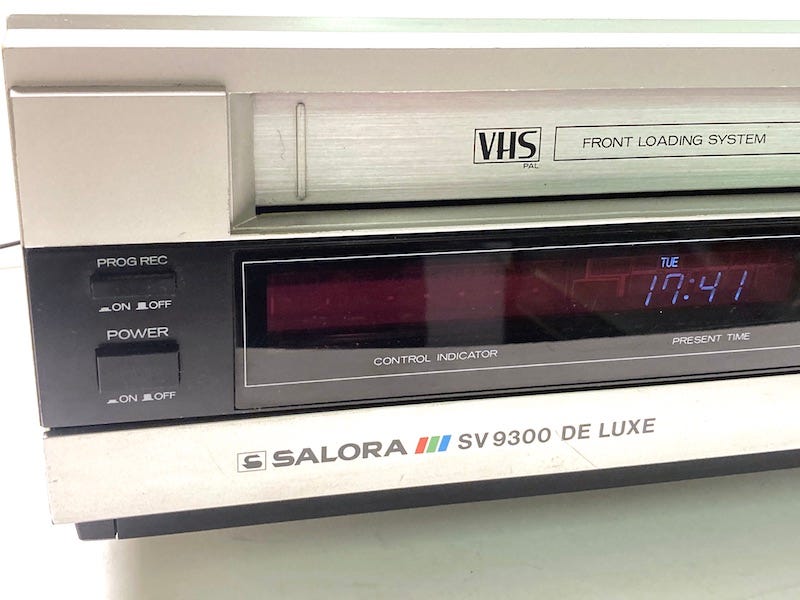 VHS
PAL
FRONT LOADING SYSTEM
PROG REC
ON OFF
POWER
ON OFF
TUE
17:41
CONTROL INDICATOR
PRESENT TIME
SALORA SV 9300 DE LUXE